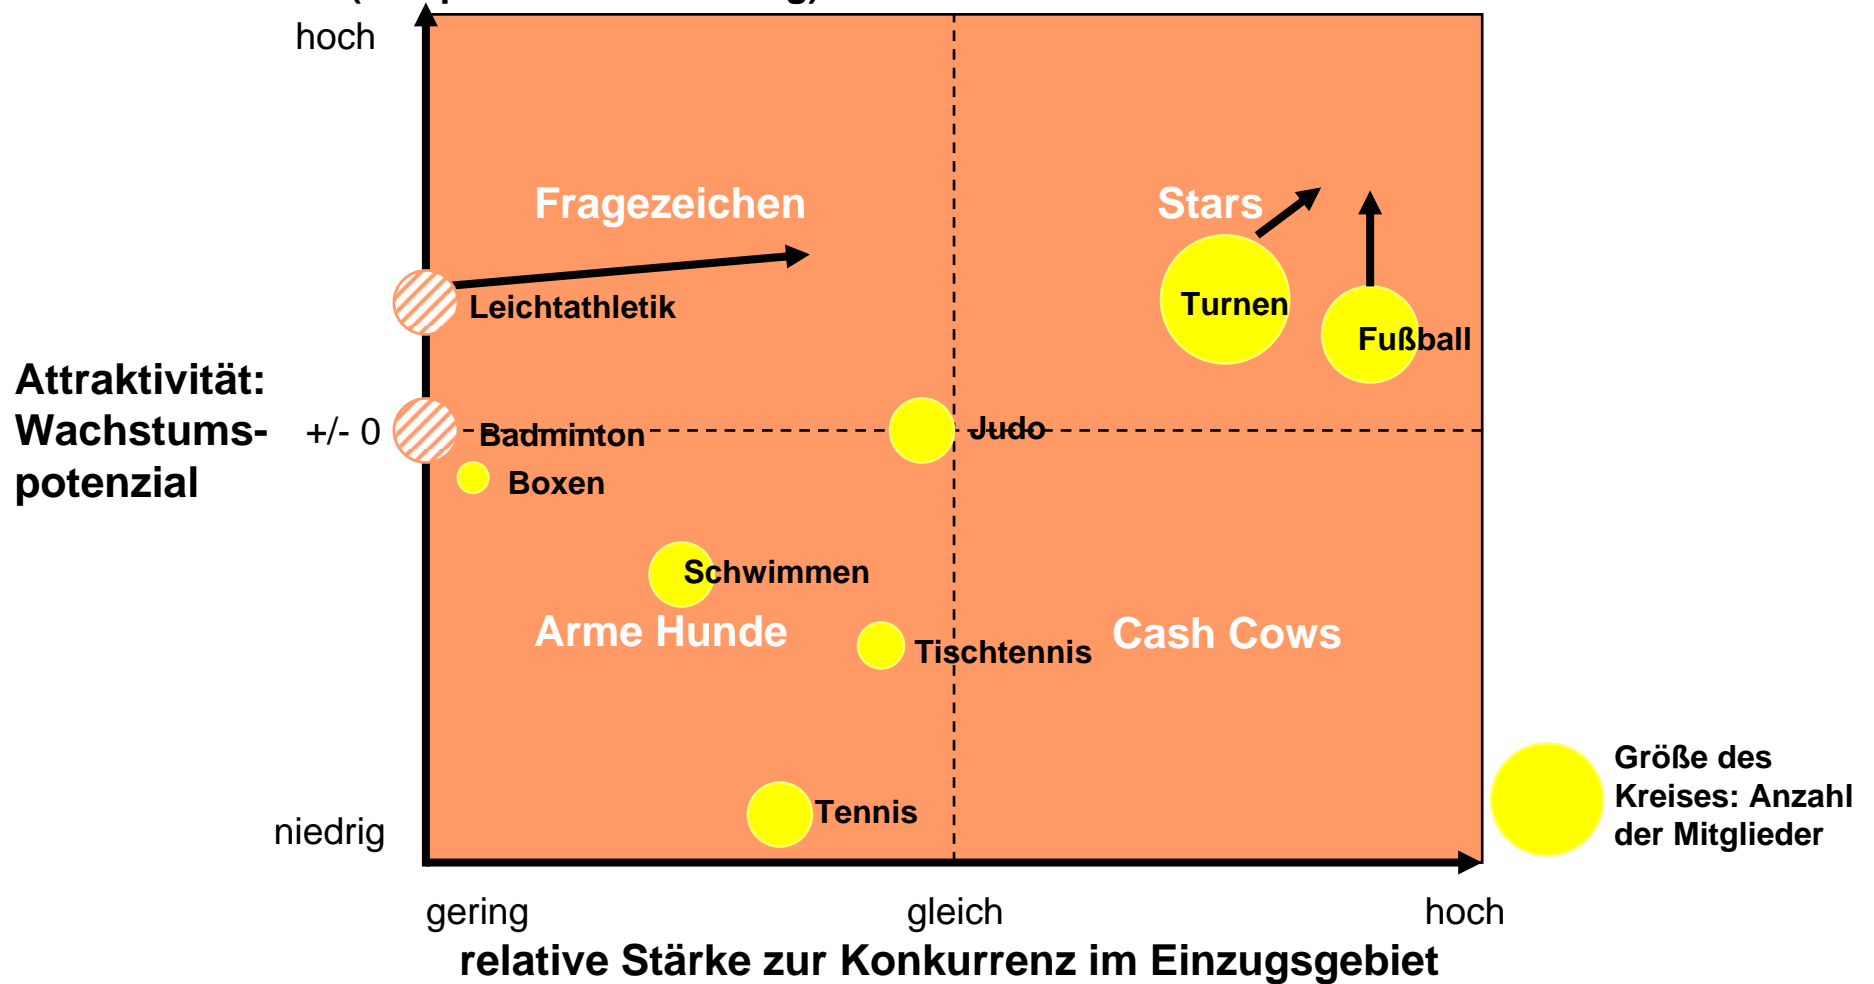 hoch
Fragezeichen
Stars
Leichtathletik
Turnen
Fußball
Attraktivität:
Wachstums-
potenzial
+/- 0
Badminton
Judo
Boxen
Schwimmen
Arme Hunde
Cash Cows
Tischtennis
Tennis
Größe des
Kreises: Anzahl
der Mitglieder
niedrig
gering
gleich
hoch
relative Stärke zur Konkurrenz im Einzugsgebiet